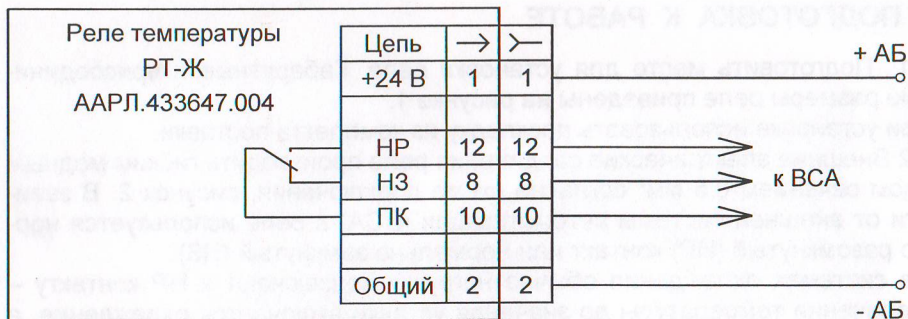 Реле температуры
РТ-Ж
ААРЛ.433647.004
Цепь
+24 В 1 1
НР 12 12
НЗ 8 8
ПК 10 10
Общий 2 2
+ АБ
к ВСА
- АБ